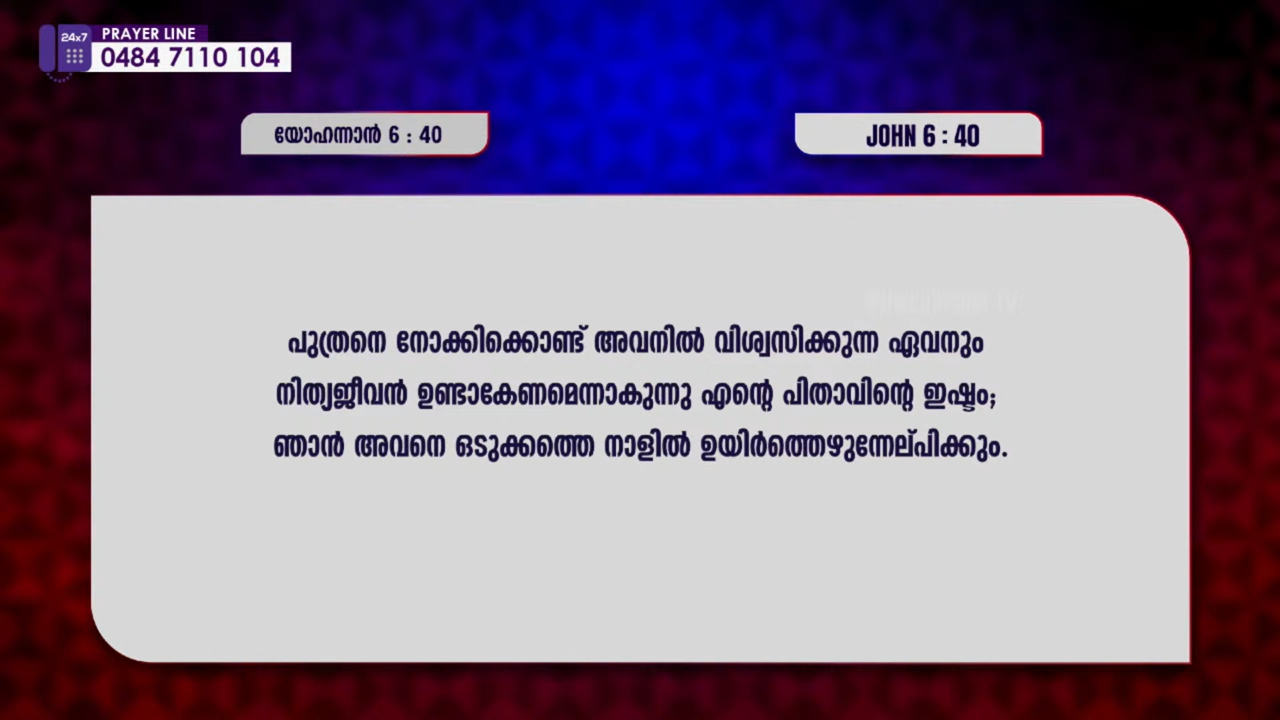 24x7
PRAYER LINE
0484 7110 104
യോഹന്നാൻ 6 : 40
JOHN 6 : 40
പുത്രനെ നോക്കിക്കൊണ്ട് അവനിൽ വിശ്വസിക്കുന്ന ഏവനും
നിത്യജീവൻ ഉണ്ടാകേണമെന്നാകുന്നു എന്റെ പിതാവിന്റെ ഇഷ്ടം;
ഞാൻ അവനെ ഒടുക്കത്തെ നാളിൽ ഉയിർത്തെഴുന്നേല്പിക്കും.